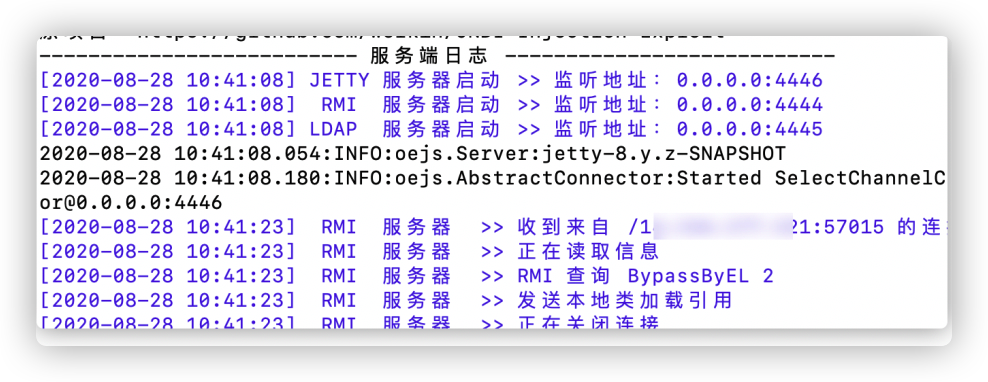 --------------------------- 服务端日志 ----------------------------
[2020-08-28 10:41:08] JETTY 服务器启动 >> 监听地址: 0.0.0.0:4446
[2020-08-28 10:41:08]  RMI  服务器启动 >> 监听地址: 0.0.0.0:4444
[2020-08-28 10:41:08] LDAP  服务器启动 >> 监听地址: 0.0.0.0:4445
2020-08-28 10:41:08.054:INFO:oejs.Server:jetty-8.y.z-SNAPSHOT
2020-08-28 10:41:08.180:INFO:oejs.AbstractConnector:Started SelectChannelC
or@0.0.0.0:4446
[2020-08-28 10:41:23]  RMI  服务器  >> 收到来自 /1 21:57015 的连
[2020-08-28 10:41:23]  RMI  服务器  >> 正在读取信息
[2020-08-28 10:41:23]  RMI  服务器  >> RMI 查询 BypassByEL 2
[2020-08-28 10:41:23]  RMI  服务器  >> 发送本地类加载引用
[2020-08-28 10:41:23]  RMI  服务器  >> 正在关闭连接